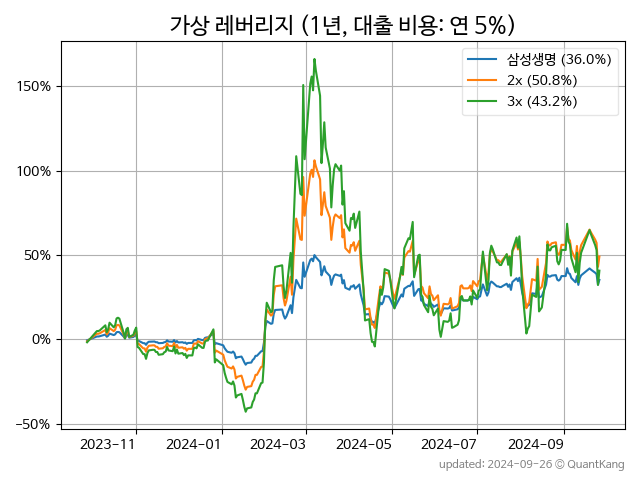 가상 레버리지 (1년, 대출 비용: 연 5%)
삼성생명 (36.0%)
2x (50.8%)
3x (43.2%)
150%
100%
50%
0%
−50%
2023-11
2024-01
2024-03
2024-05
2024-07
2024-09
updated: 2024-09-26 © QuantKang